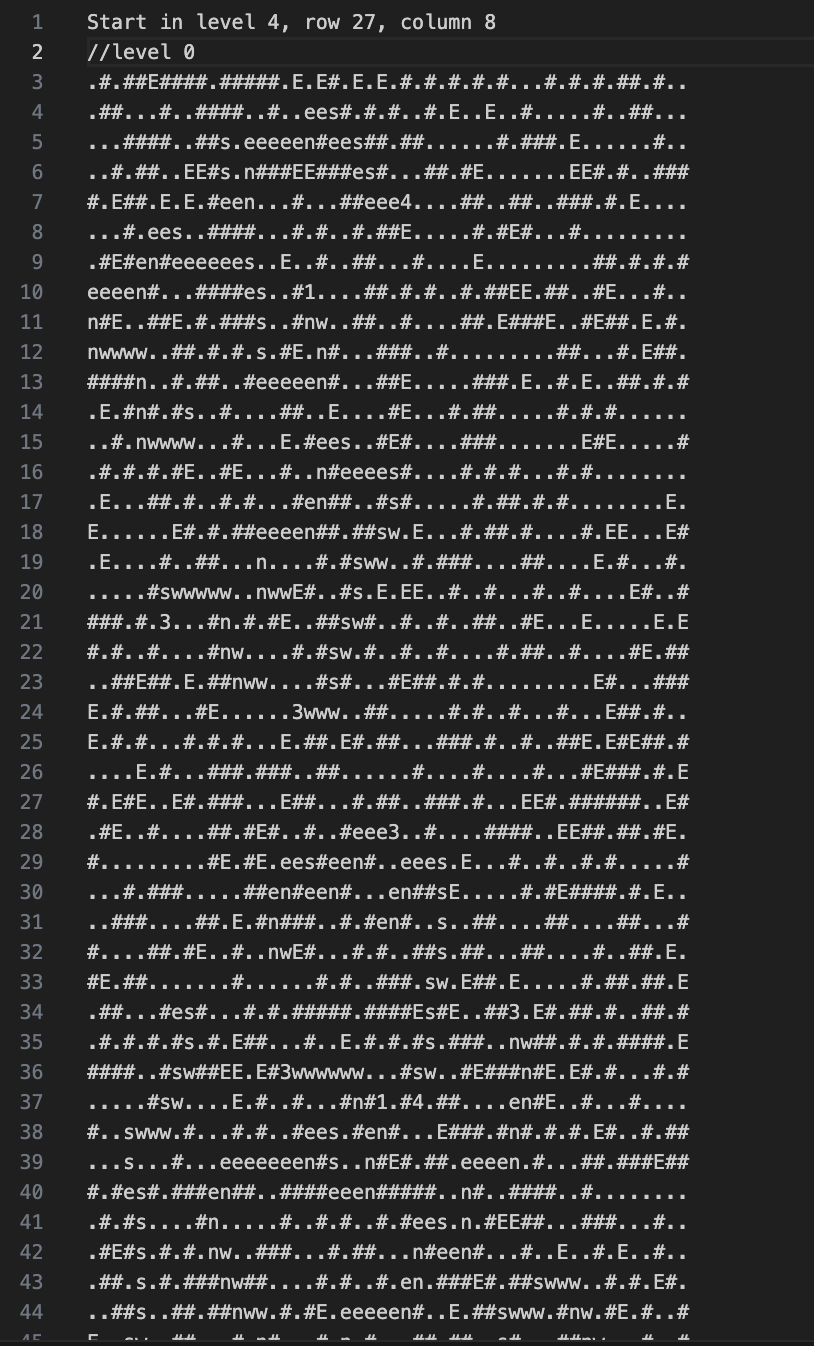 1 Start in level 4, row 27, column 8
2 //level 0
3 .#.##E####.#####.E.E#.E.E.#.#.#.#.#...#.#.#.##.#..
4 .##...#..####..#..ees#.#.#..#.E..E..#.....#..##...
5 ...####..##s.eeeeen#ees##.##......#.###.E......#..
6 ..#.##..EE#s.n###EE###es#...##.#E.......EE#.#..###
7 #.E##.E.E.#een...#...##eee4....##..##..###.#.E....
8 ...#.ees..####...#.#..#.##E.....#.#E#...#.........
9 .#E#en#eeeeees..E..#..##...#....E.........##.#.#.#
10 eeeen#...####es..#1....##.#.#..#.##EE.##..#E...#..
11 n#E..##E.#.###s..#nw..##..#....##.E###E..#E##.E.#.
12 nwwww..##.#.#.s.#E.n#...###..#.........##...#.E##.
13 ####n..#.##..#eeeeen#...##E.....###.E..#.E..##.#.#
14 .E.#n#.#s..#....##..E....#E...#.##.....#.#.#......
15 ..#.nwwww...#...E.#ees..#E#....###.......E#E.....#
16 .#.#.#.#E..#E...#..n#eeees#....#.#.#...#.#........
17 .E...##.#..#.#...#en##..#s#.....#.##.#.#........E.
18 E......E#.#.##eeeen##.##sw.E...#.##.#....#.EE...E#
19 .E....#..##...n....#.#sww..#.###....##....E.#...#.
20 .....#swwwww..nwwE#..#s.E.EE..#..#...#..#....E#..#
21 ###.#.3...#n.#.#E..##sw#..#..#..##..#E...E.....E.E
22 #.#..#....#nw....#.#sw.#..#..#....#.##..#....#E.##
23 ..##E##.E.##nww....#s#...#E##.#.#.........E#...###
24 E.#.##...#E......3www..##.....#.#..#...#...E##.#..
25 E.#.#...#.#.#...E.##.E#.##...###.#..#..##E.E#E##.#
26 ....E.#...###.###..##......#....#....#...#E###.#.E
27 #.E#E..E#.###...E##...#.##..###.#...EE#.######..E#
28 .#E..#....##.#E#..#..#eee3..#....####..EE##.##.#E.
29 #.........#E.#E.ees#een#..eees.E...#..#..#.#.....#
30 ...#.###.....##en#een#...en##sE.....#.#E####.#.E..
31 ..###....##.E.#n###..#.#en#..s..##....##....##...#
32 #....##.#E..#..nwE#...#.#..##s.##...##....#..##.E.
33 #E.##.......#......#.#..###.sw.E##.E.....#.##.##.E
34 .##...#es#...#.#.#####.####Es#E..##3.E#.##.#..##.#
35 .#.#.#.#s.#.E##...#..E.#.#.#s.###..nw##.#.#.####.E
36 ####..#sw##EE.E#3wwwwww...#sw..#E###n#E.E#.#...#.#
37 .....#sw....E.#..#...#n#1.#4.##....en#E..#...#....
38 #..swww.#...#.#..#ees.#en#...E###.#n#.#.#.E#..#.##
39 ...s...#...eeeeeeen#s..n#E#.##.eeeen.#...##.###E##
40 #.#es#.###en##..####eeen#####..n#..####..#........
41 .#.#s....#n.....#..#.#..#.#ees.n.#EE##...###...#..
42 .#E#s.#.#.nw..###...#.##...n#een#...#..E..#.E..#..
43 .##.s.#.###nw##....#.#..#.en.###E#.##swww..#.#.E#.
44 ..##s..##.##nww.#.#E.eeeeen#..E.##swww.#nw.#E.#..#